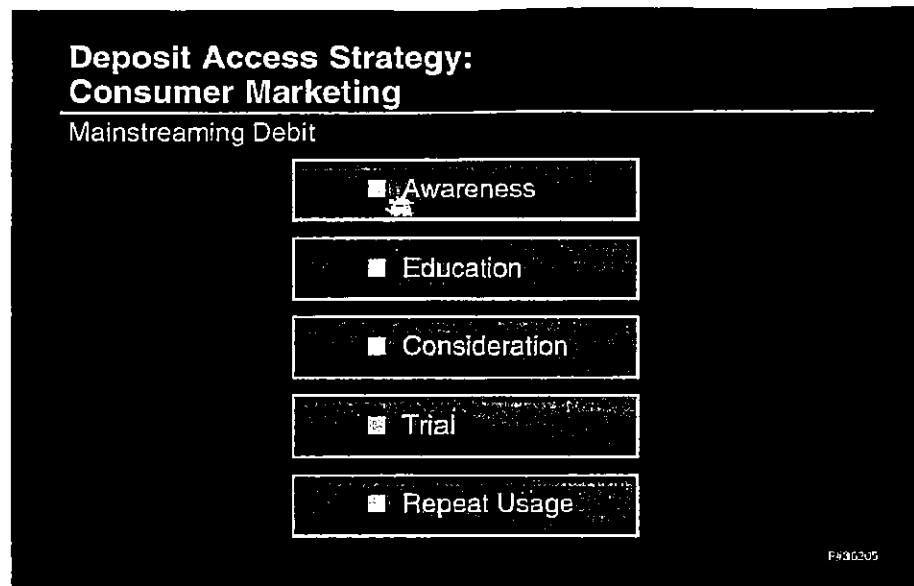 Deposit Access Strategy:
Consumer Marketing
Mainstreaming Debit
Awareness
Education
Consideration
Trial
Repeat Usage